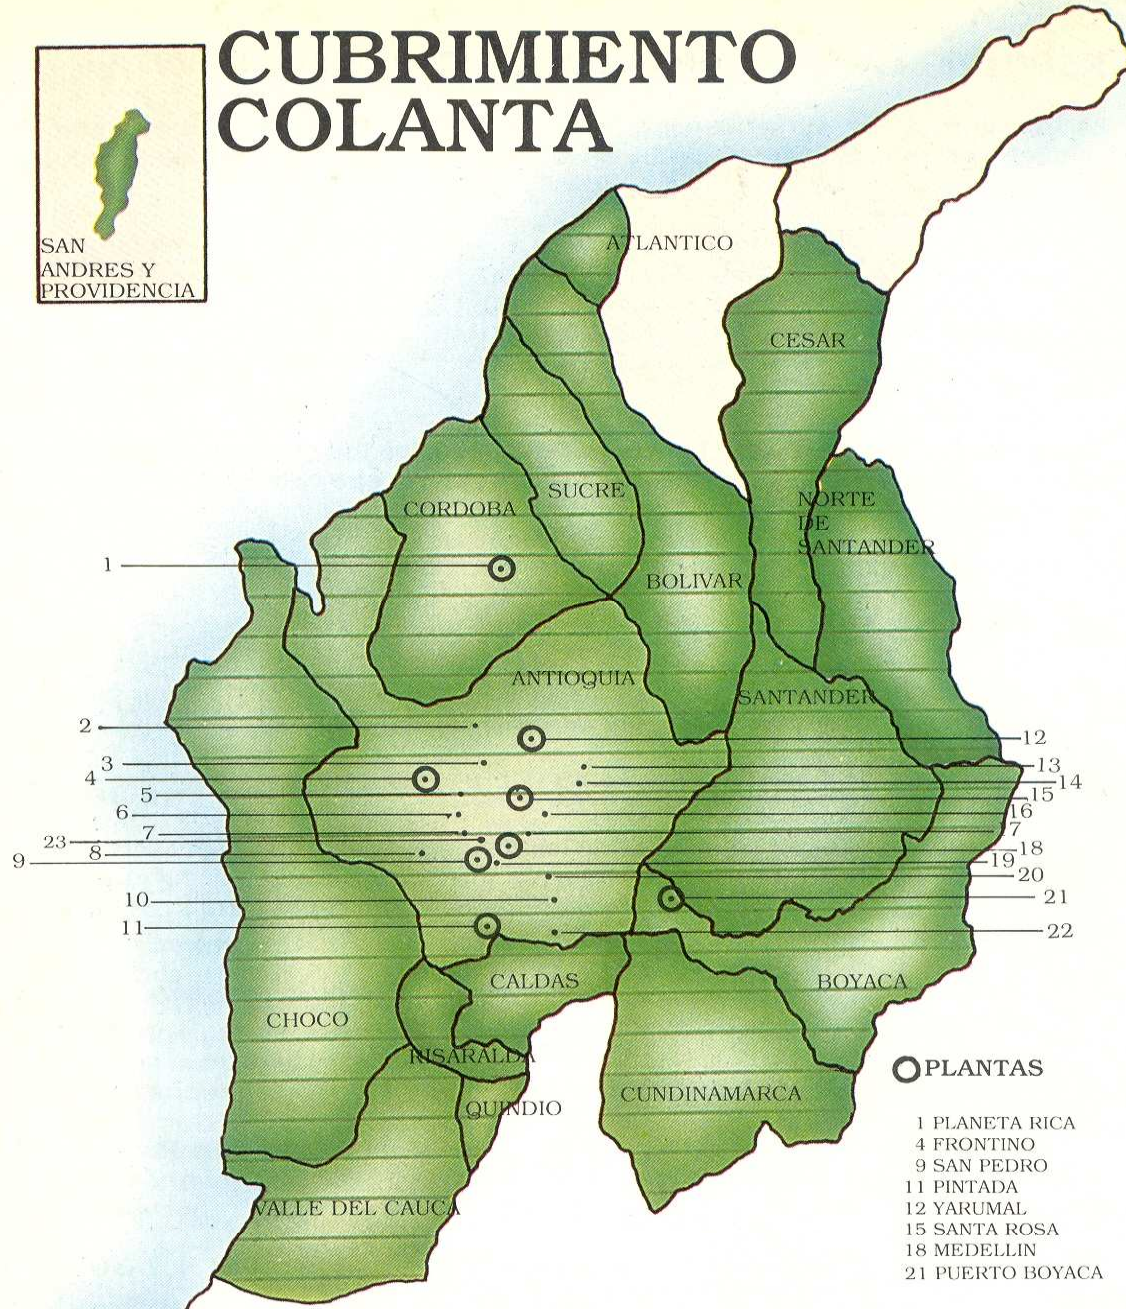 CUBRIMIENTO
COLANTA
SAN
ANDRES Y
PROVIDENCIA
ATLANTICO
CESAR
NORTE
DE
SANTANDER
SUCRE
CORDOBA
1
BOLIVAR
ANTIOQUIA
SANTANDER
2
12
3
13
4
14
5
15
6
16
7
7
23
18
8
19
9
20
10
21
11
22
CALDAS
BOYACA
CHOCO
RISARALDA
PLANTAS
CUNDINAMARCA
QUINDIO
VALLE DEL CAUCA
1 PLANETA RICA
4 FRONTINO
9 SAN PEDRO
11 PINTADA
12 YARUMAL
15 SANTA ROSA
18 MEDELLIN
21 PUERTO BOYACA